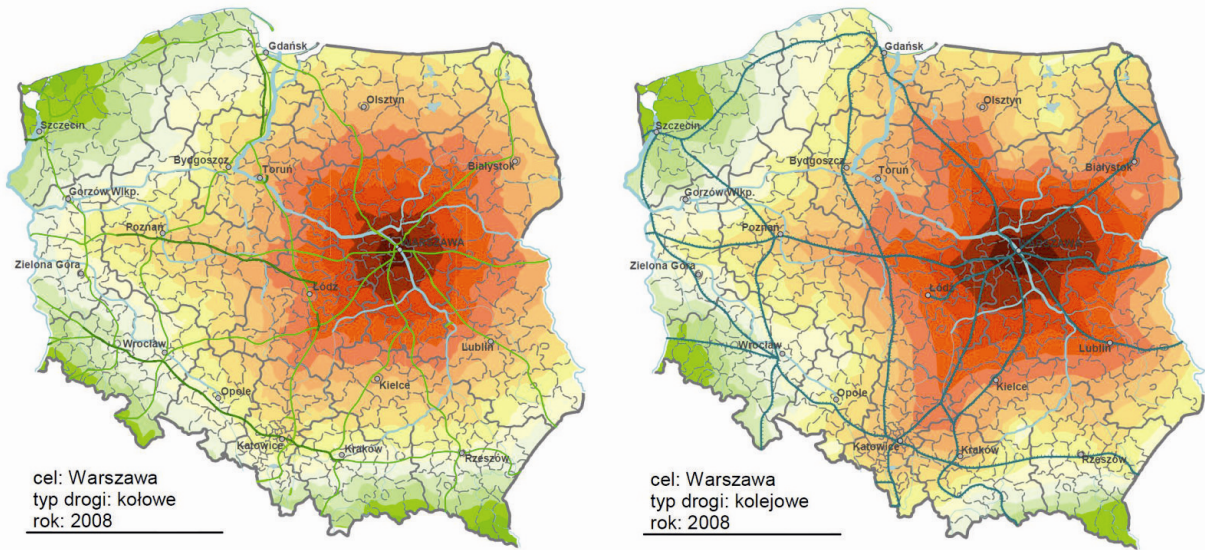 Gdańsk
Olsztyn
Szczecin
Białystok
Bydgoszcz
Toruń
Gorzów Wlkp.
Poznań
Zielona Góra
Łódź
Wrocław
Lublin
Kielce
Opole
Katowice
Kraków
Rzeszów
cel: Warszawa
typ drogi: kołowe
rok: 2008
Gdańsk
Olsztyn
Szczecin
Białystok
Bydgoszcz
Toruń
Gorzów Wlkp.
Poznań
Zielona Góra
Łódź
Wrocław
Lublin
Kielce
Opole
Katowice
Kraków
Rzeszów
cel: Warszawa
typ drogi: kolejowe
rok: 2008